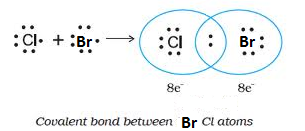 :Cl· + :Br· → :Cl : Br:
8e⁻ 8e⁻
Covalent bond between Br Cl atoms